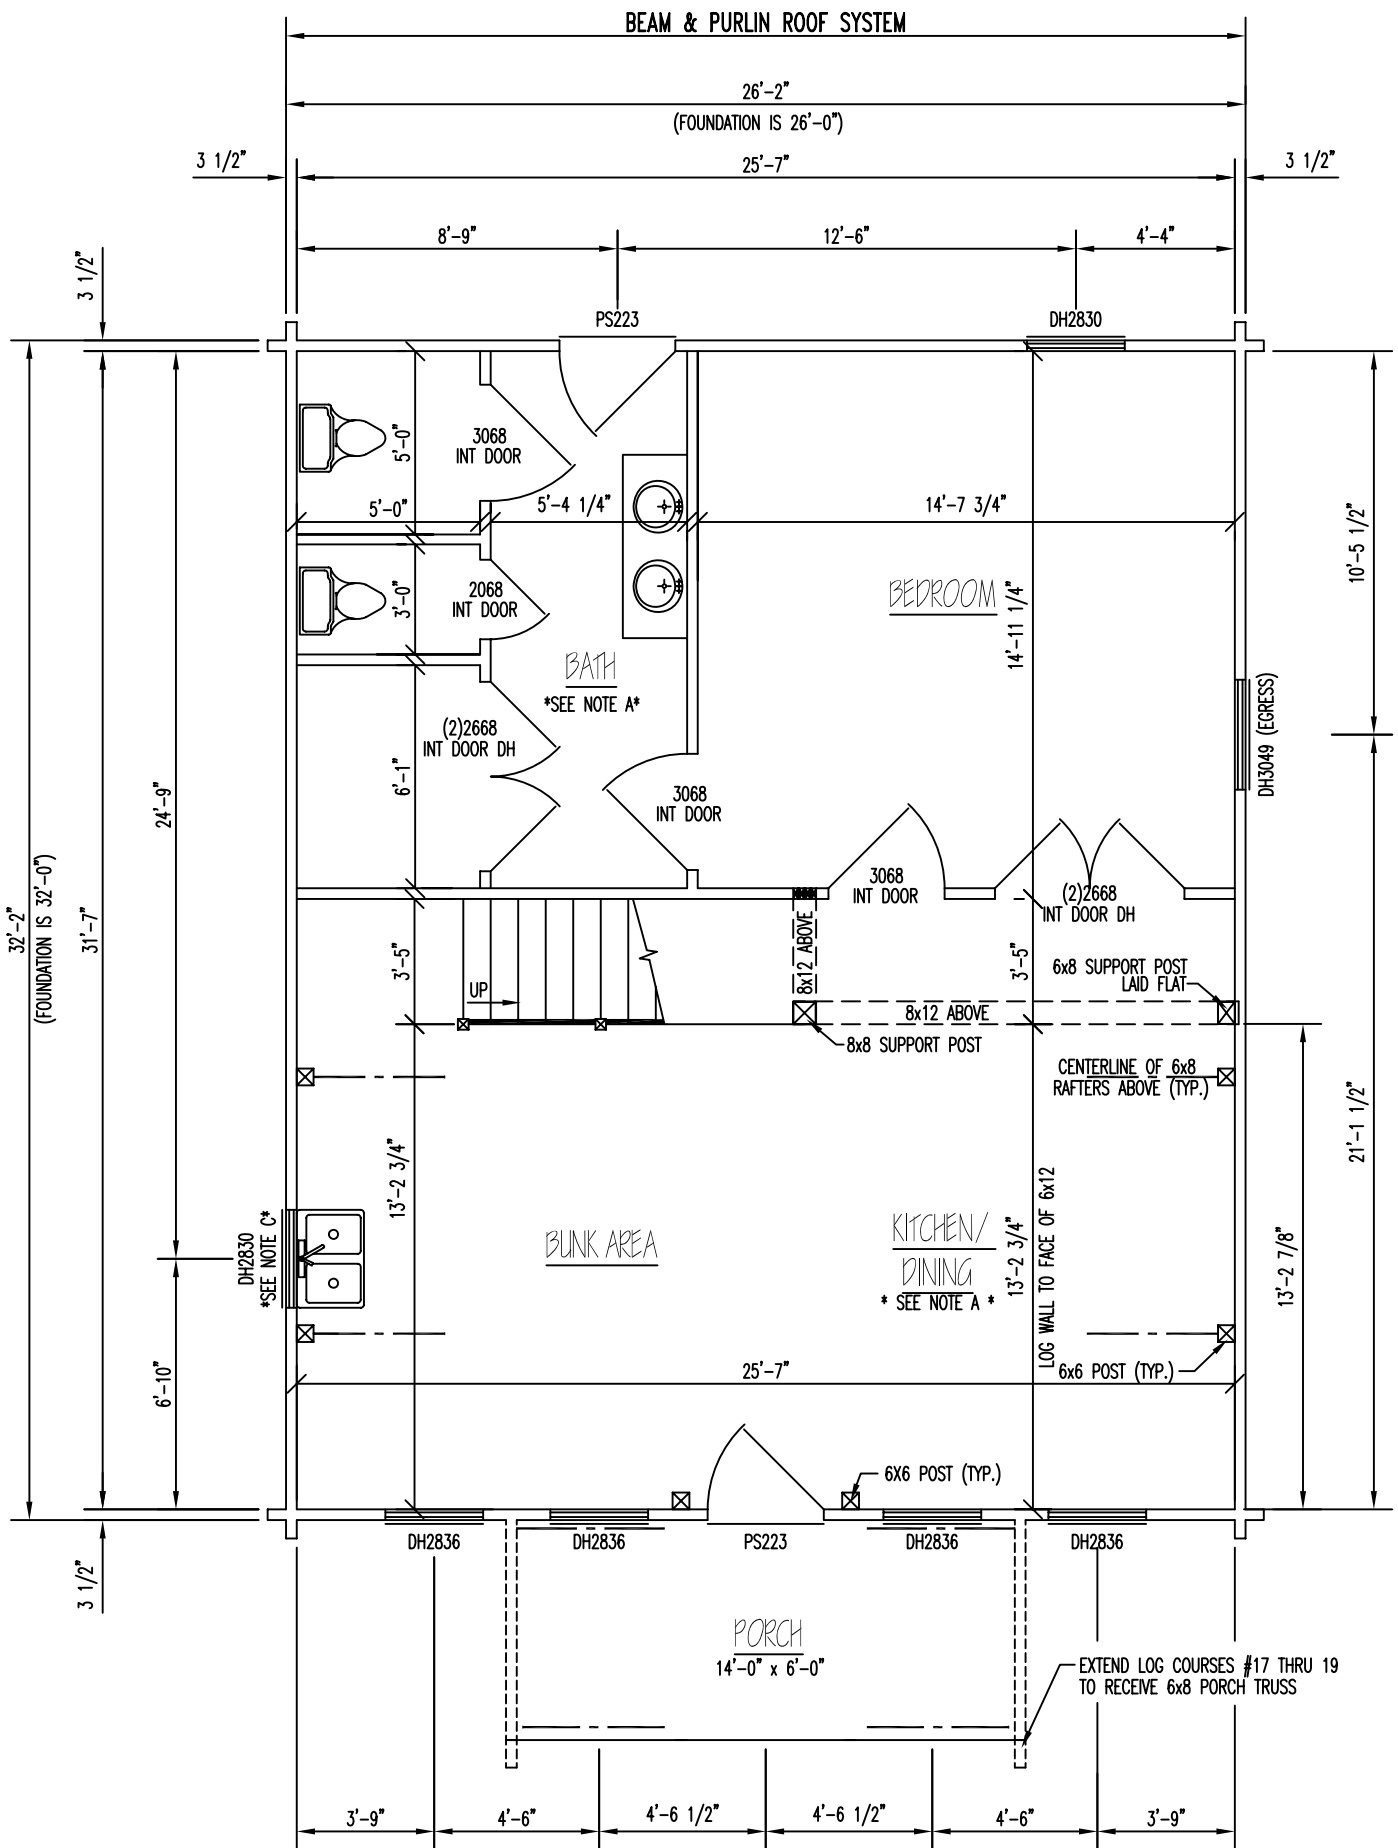 BEAM & PURLIN ROOF SYSTEM
26'-2"
(FOUNDATION IS 26'-0")
3 1/2"
25'-7"
3 1/2"
8'-9"
12'-6"
4'-4"
3 1/2"
PS223
DH2830
3068
INT DOOR
5'-0"
5'-0"
5'-4 1/4"
14'-7 3/4"
10'-5 1/2"
2068
INT DOOR
3'-0"
BEDROOM
14'-11 1/4"
BATH
*SEE NOTE A*
DH3049 (EGRESS)
(2)2668
INT DOOR DH
6'-1"
24'-9"
3068
INT DOOR
3068
INT DOOR
(2)2668
INT DOOR DH
32'-2"
(FOUNDATION IS 32'-0")
31'-7"
3'-5"
UP
8x12 ABOVE
3'-5"
6x8 SUPPORT POST
LAID FLAT
8x12 ABOVE
8x8 SUPPORT POST
CENTERLINE OF 6x8
RAFTERS ABOVE (TYP.)
21'-1 1/2"
13'-2 3/4"
DH2830
*SEE NOTE C*
BUNK AREA
KITCHEN/
DINING
* SEE NOTE A *
13'-2 3/4"
LOG WALL TO FACE OF 6x12
13'-2 7/8"
6'-10"
25'-7"
6x6 POST (TYP.)
6X6 POST (TYP.)
DH2836
DH2836
PS223
DH2836
DH2836
3 1/2"
PORCH
14'-0" x 6'-0"
EXTEND LOG COURSES #17 THRU 19
TO RECEIVE 6x8 PORCH TRUSS
3'-9"
4'-6"
4'-6 1/2"
4'-6 1/2"
4'-6"
3'-9"